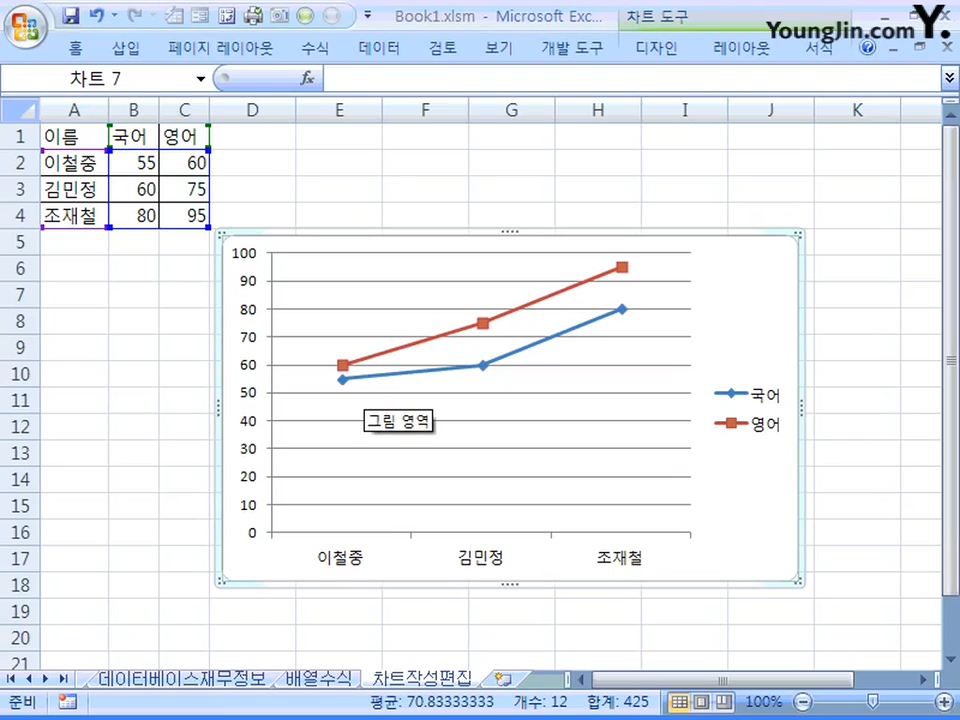 Book1.xlsm - Microsoft Exc...
차트 도구
YoungJin.com Y.
홈 삽입 페이지 레이아웃 수식 데이터 검토 보기 개발 도구 디자인 레이아웃 서식
차트 7 fx
A B C D E F G H I J K
1 이름 국어 영어
2 이철중 55 60
3 김민정 60 75
4 조재철 80 95
5
6
7
8
9
10
11
12
13
14
15
16
17
18
19
20
21
100
90
80
70
60
50
40
30
20
10
0
국어
영어
그림 영역
이철중 김민정 조재철
데이터베이스재무정보 배열수식 차트작성편집
준비 평균: 70.83333333 개수: 12 합계: 425 100%